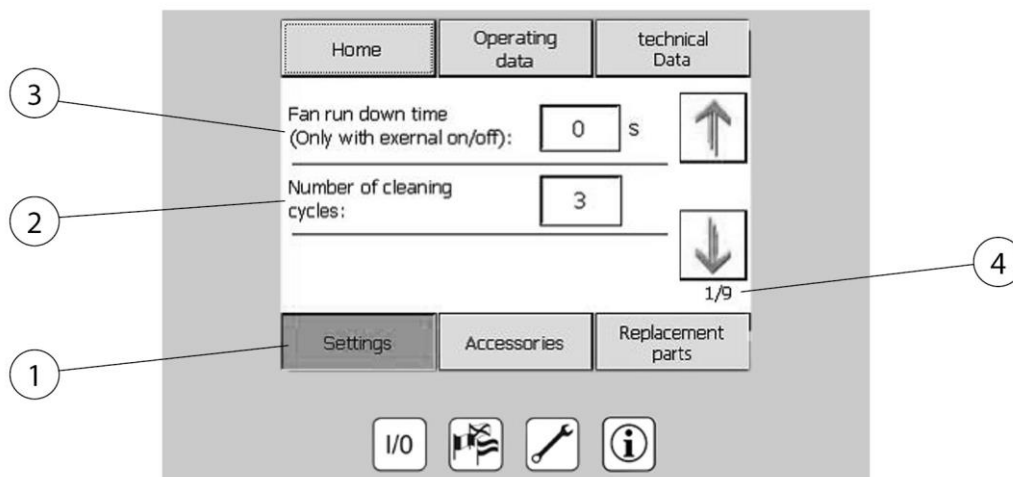 Home
Operating
data
technical
Data
3
Fan run down time
(Only with exernal on/off):
0
s
2
Number of cleaning
cycles:
3
4
1/9
1
Settings
Accessories
Replacement
parts
I/0
i